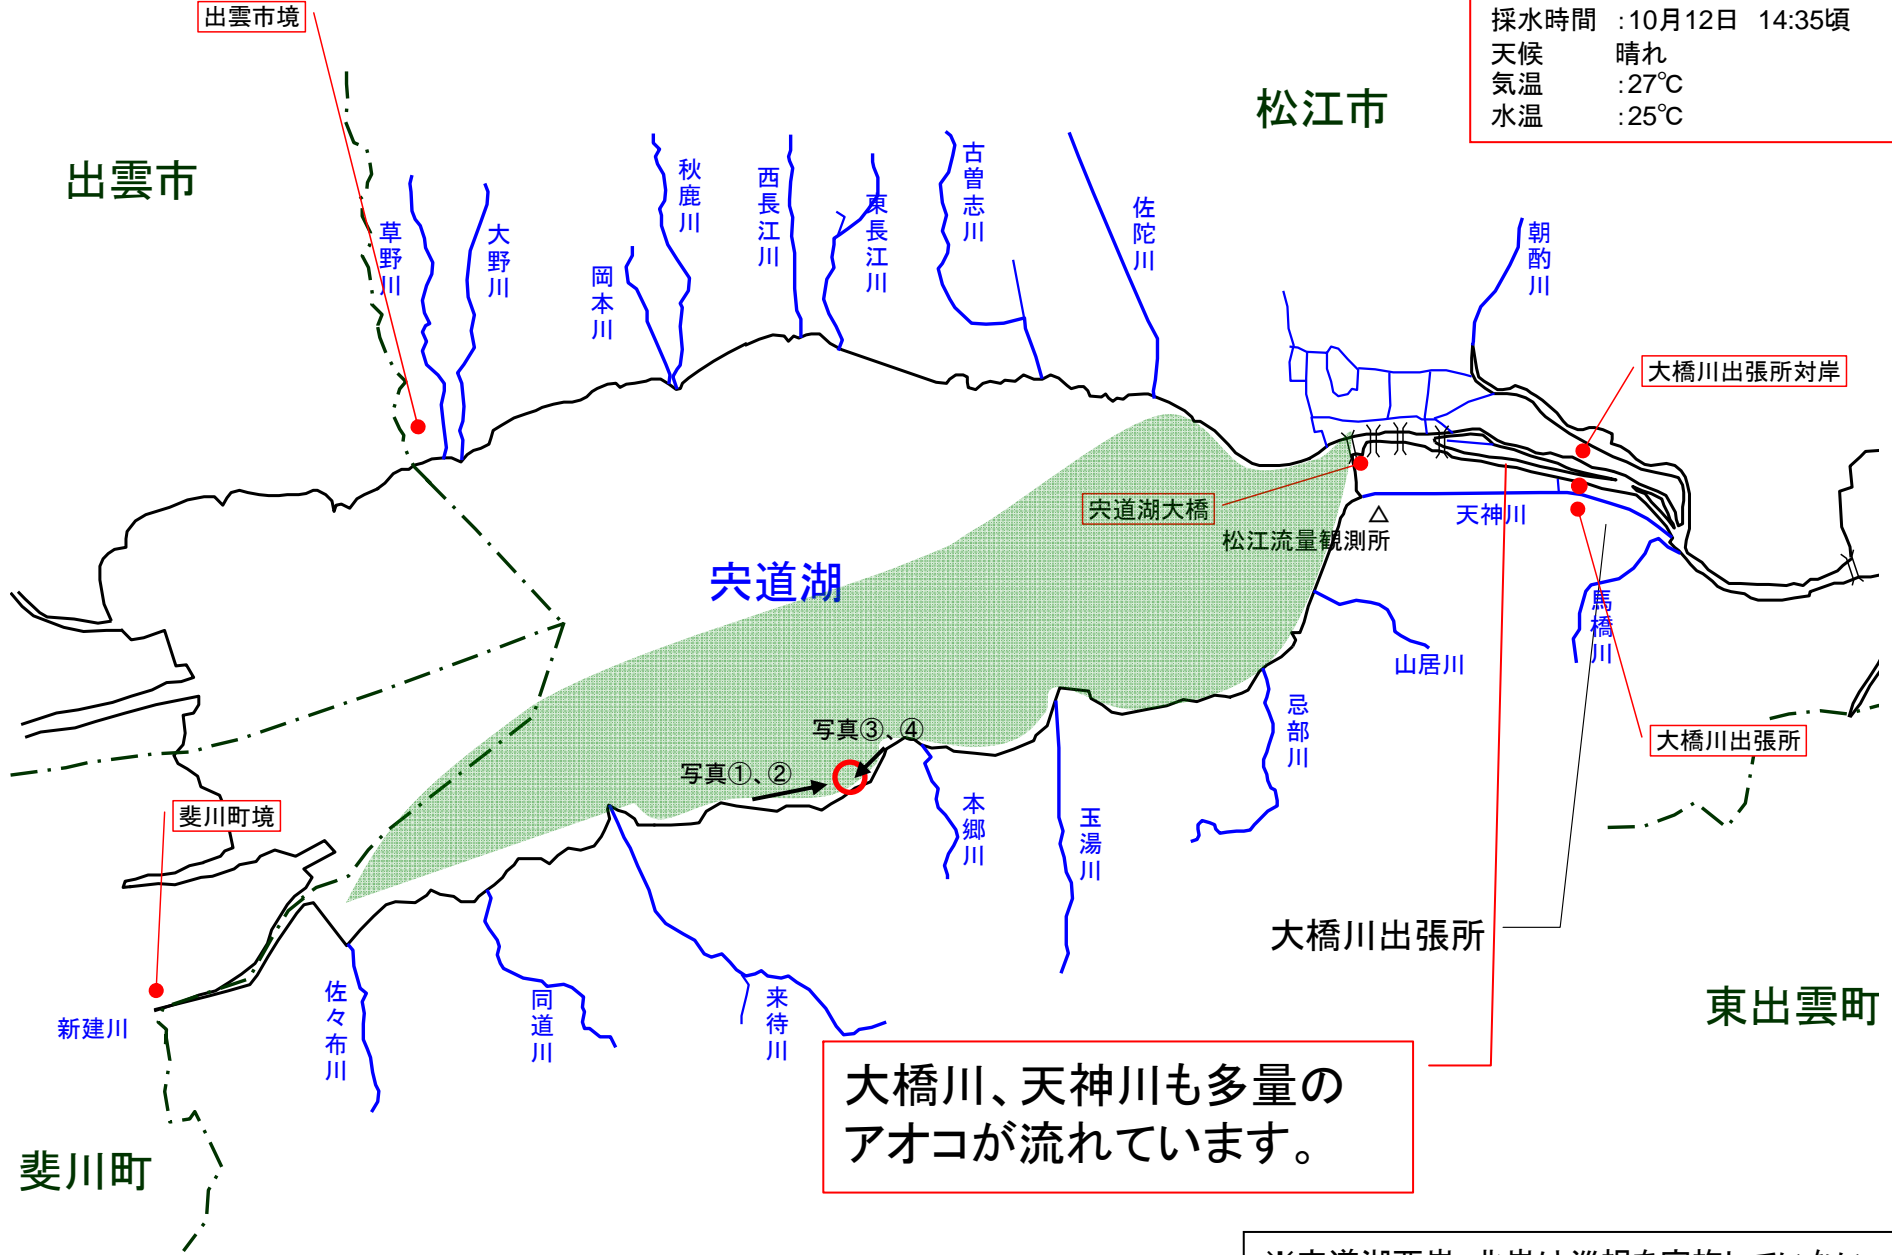 出雲市境
採水時間 :10月12日 14:35頃
天候 晴れ
気温 :27℃
水温 :25℃
松江市
出雲市
草野川
大野川
岡本川
秋鹿川
西長江川
東長江川
古曽志川
佐陀川
朝酌川
大橋川出張所対岸
宍道湖大橋
天神川
松江流量観測所
宍道湖
馬橋川
山居川
忌部川
大橋川出張所
写真③、④
写真①、②
斐川町境
本郷川
玉湯川
大橋川出張所
東出雲町
新建川
佐々布川
同道川
来待川
大橋川、天神川も多量の
アオコが流れています。
斐川町